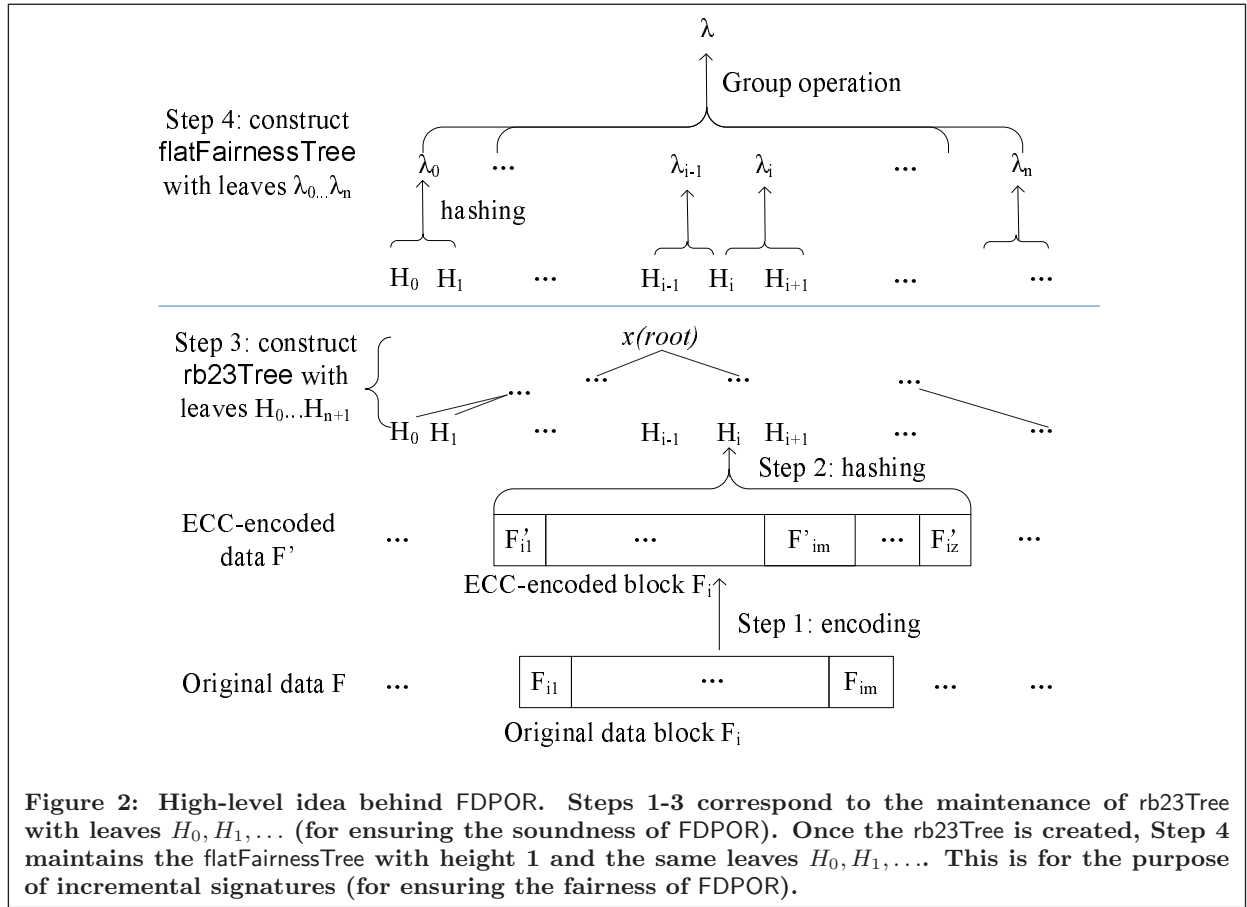 λ
Group operation
Step 4: construct
flatFairnessTree
with leaves λ0...λn
λ0 ... λi-1 λi ... λn
hashing
H0 H1 ... Hi-1 Hi Hi+1 ... ...
Step 3: construct
rb23Tree with
leaves H0...Hn+1
x(root)
... ... ... ...
H0 H1 ... Hi-1 Hi Hi+1 ... ...
Step 2: hashing
ECC-encoded
data F'
... F'i1 ... F'im ... F'iz ...
ECC-encoded block Fi
Step 1: encoding
Original data F ... Fi1 ... Fim ... ...
Original data block Fi
Figure 2: High-level idea behind FDPOR. Steps 1-3 correspond to the maintenance of rb23Tree
with leaves H0, H1, . . . (for ensuring the soundness of FDPOR). Once the rb23Tree is created, Step 4
maintains the flatFairnessTree with height 1 and the same leaves H0, H1, . . .. This is for the purpose
of incremental signatures (for ensuring the fairness of FDPOR).